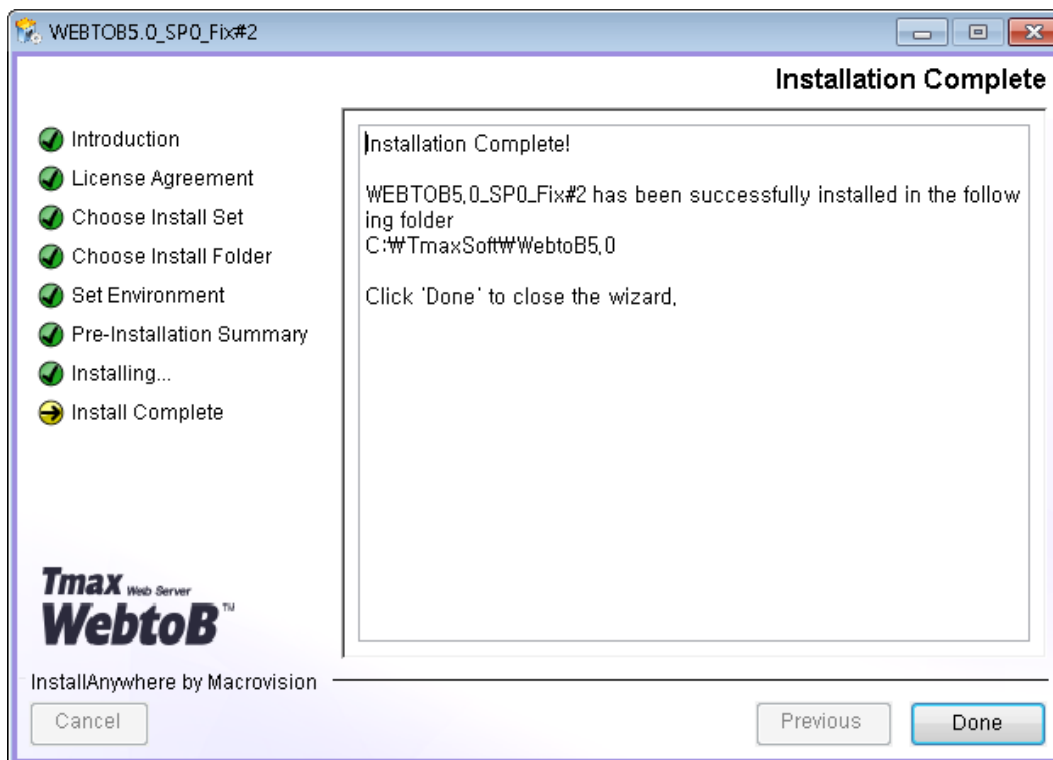 WEBTOB5.0_SP0_Fix#2
Installation Complete
Introduction
License Agreement
Choose Install Set
Choose Install Folder
Set Environment
Pre-Installation Summary
Installing...
Install Complete
Installation Complete!
WEBTOB5.0_SP0_Fix#2 has been successfully installed in the follow
ing folder
C:₩TmaxSoft₩WebtoB5.0
Click 'Done' to close the wizard.
Tmax Web Server
WebtoB™
InstallAnywhere by Macrovision
Cancel
Previous
Done